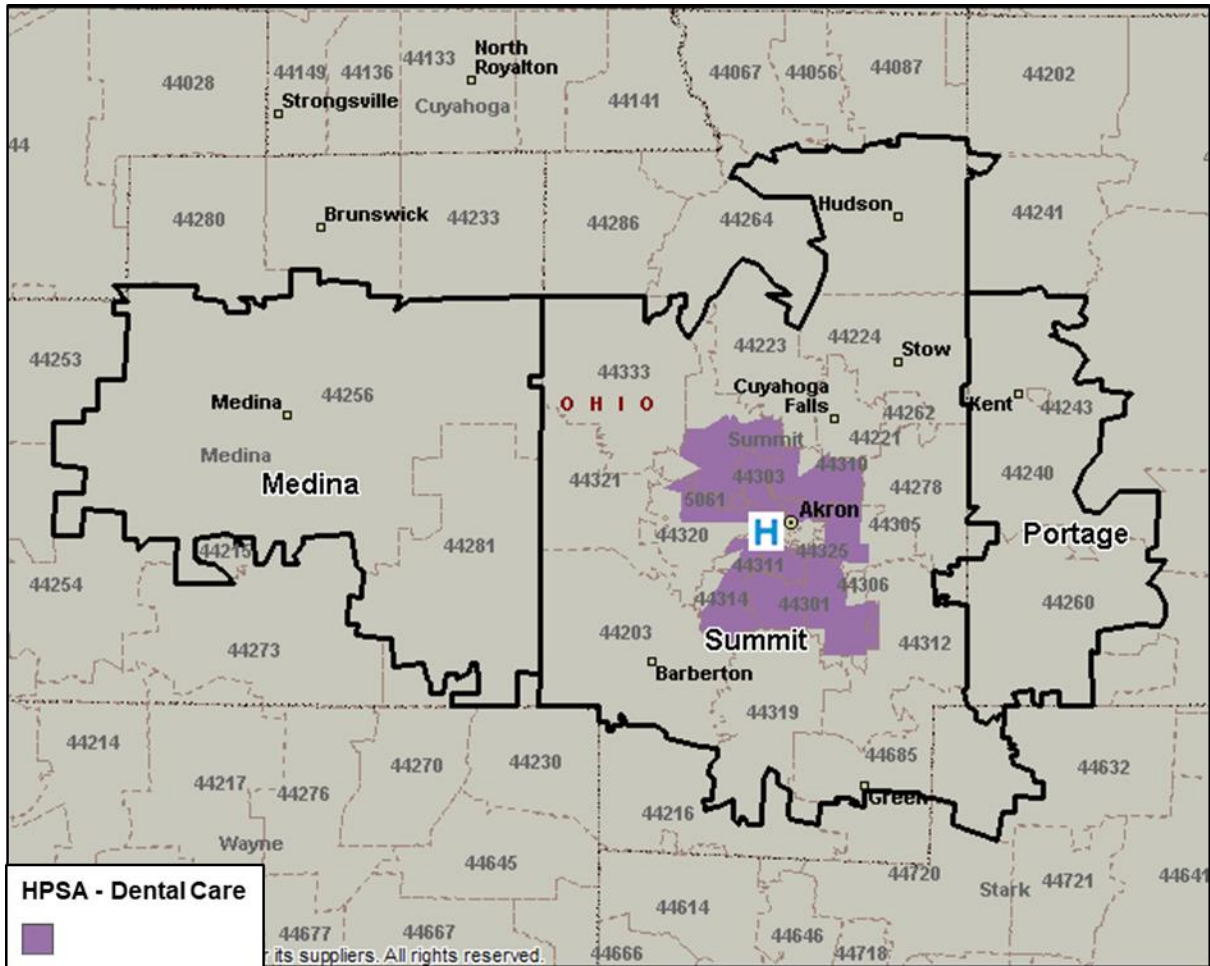 North
Royalton
44133
44149
44136
44028
44067
44056
44087
44202
Strongsville
Cuyahoga
44141
44
44280
Brunswick
44233
44286
44264
Hudson
44241
44253
44256
Medina
Medina
Medina
44333
O H I O
44223
44224
Stow
Cuyahoga
Falls
44262
44221
Kent
44243
Summit
44321
44303
44310
44278
44240
5061
Akron
H
44305
Portage
44320
44325
44281
44215
44254
44311
44306
44314
44301
44260
44203
Summit
44312
44273
Barberton
44319
44214
44217
44276
44270
44230
44685
44632
Green
44216
Wayne
44645
44720
Stark
44721
44641
HPSA - Dental Care
44677
44667
44614
44646
44718
44666
r its suppliers. All rights reserved.